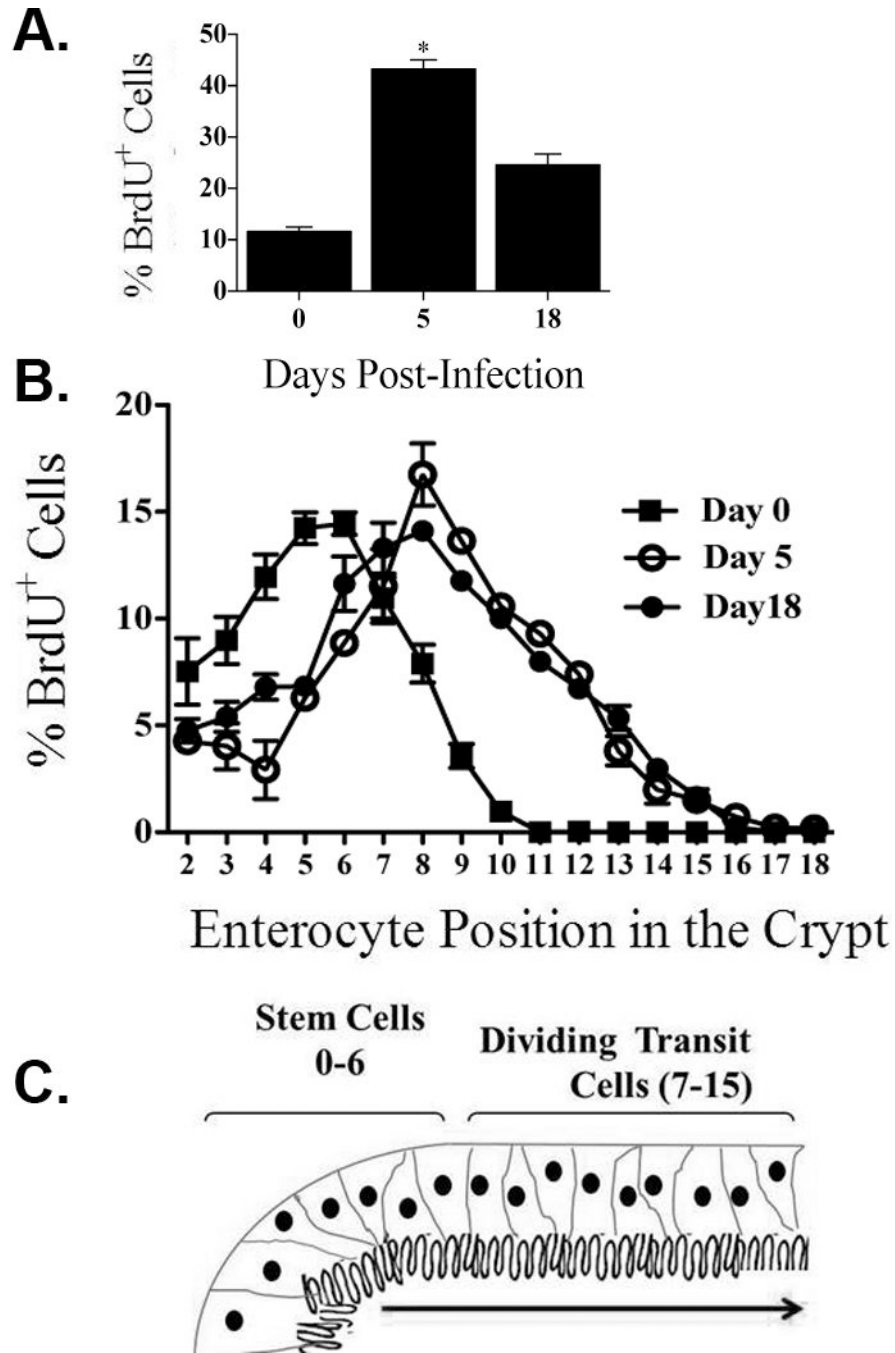 A.
% BrdU+ Cells
50
40
30
20
10
0
*
0 5 18
Days Post-Infection
B.
% BrdU+ Cells
20
15
10
5
0
Day 0
Day 5
Day18
2 3 4 5 6 7 8 9 10 11 12 13 14 15 16 17 18
Enterocyte Position in the Crypt
C.
Stem Cells
0-6
Dividing Transit
Cells (7-15)